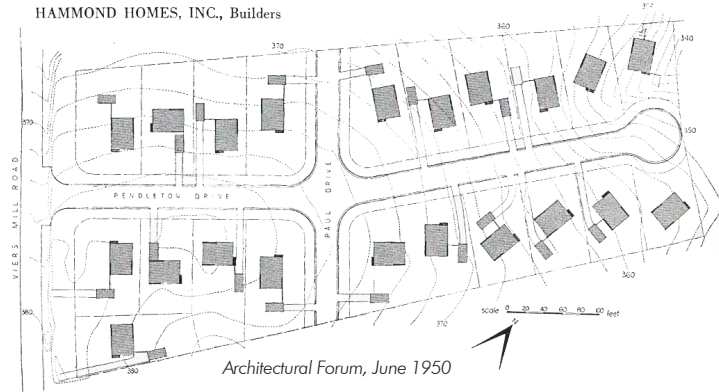 HAMMOND HOMES, INC., Builders
370
360
340
370
350
VIERS MILL ROAD
PENDLETON DRIVE
PAUL DRIVE
360
380
370
scale 0 20 40 60 80 100 feet
N
380
Architectural Forum, June 1950